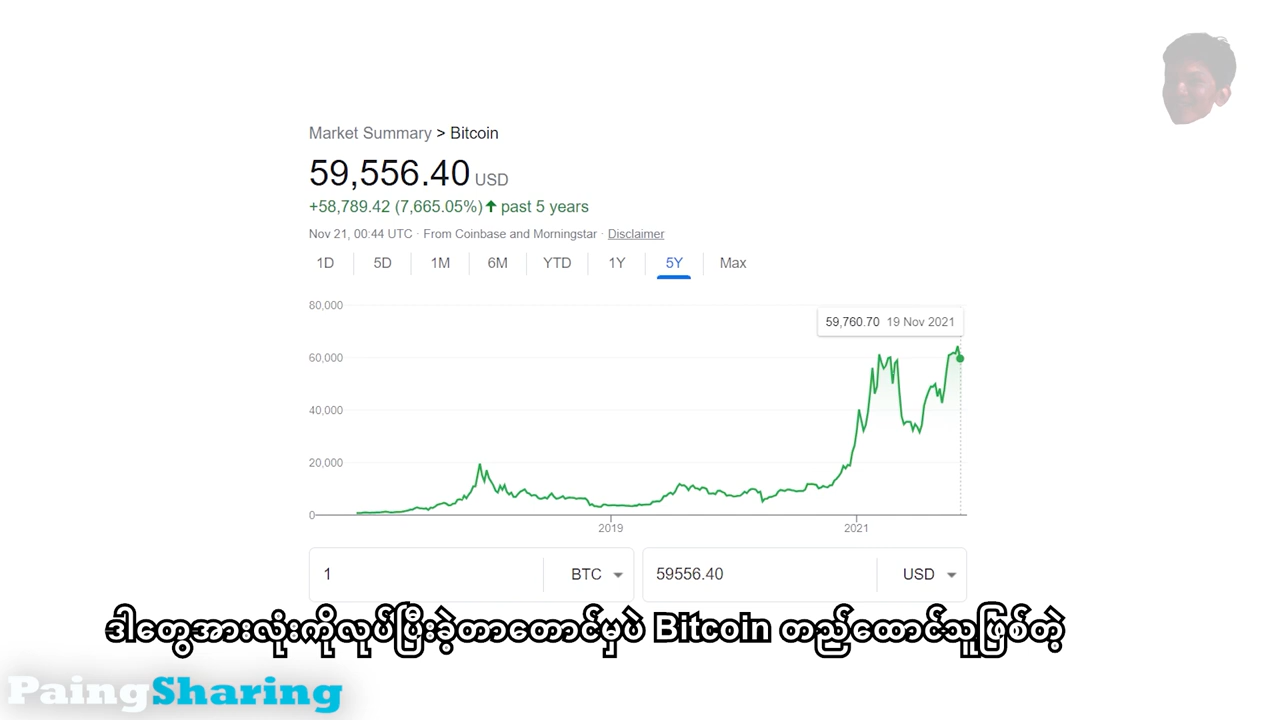 Market Summary > Bitcoin
59,556.40 USD
+58,789.42 (7,665.05%) ↑ past 5 years
Nov 21, 00:44 UTC · From Coinbase and Morningstar · Disclaimer
1D 5D 1M 6M YTD 1Y 5Y Max
80,000
59,760.70 19 Nov 2021
60,000
40,000
20,000
0
2019 2021
1 BTC 59556.40 USD
ဒါတွေအားလုံးကိုလုပ်ပြီးခဲ့တာတောင်မှပဲ Bitcoin တည်ထောင်သူဖြစ်တဲ့
PaingSharing